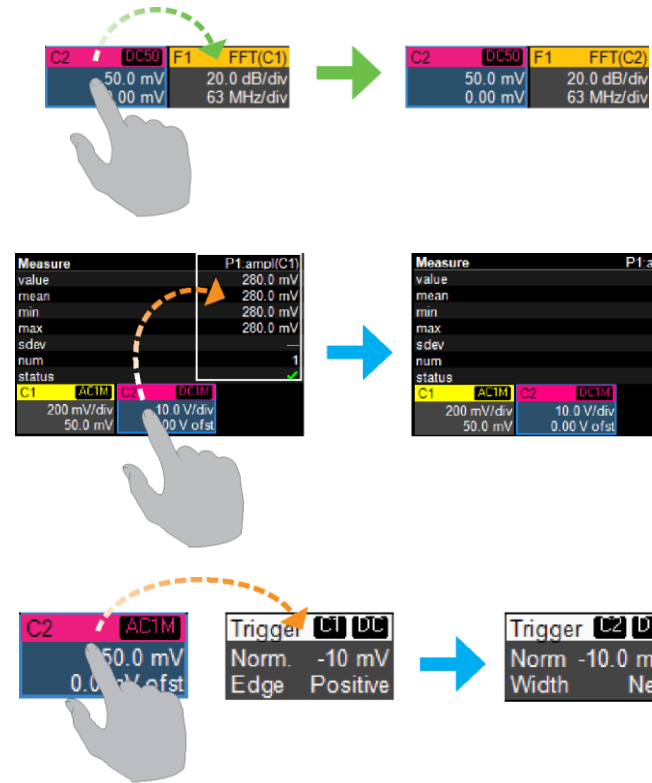 C2 DC50 F1 FFT(C1)
50.0 mV 20.0 dB/div
.00 mV 63 MHz/div
C2 DC50 F1 FFT(C2)
50.0 mV 20.0 dB/div
0.00 mV 63 MHz/div
Measure P1:ampl(C1)
value 280.0 mV
mean 280.0 mV
min 280.0 mV
max 280.0 mV
sdev ---
num 1
status ✓
C1 AC1M C2 DC1M
200 mV/div 10.0 V/div
50.0 mV .00 V ofst
Measure P1:a
value
mean
min
max
sdev
num
status
C1 AC1M C2 DC1M
200 mV/div 10.0 V/div
50.0 mV 0.00 V ofst
C2 AC1M
50.0 mV
0.0 mV ofst
Trigger C1 DC
Norm. -10 mV
Edge Positive
Trigger C2 D
Norm -10.0 m
Width Ne